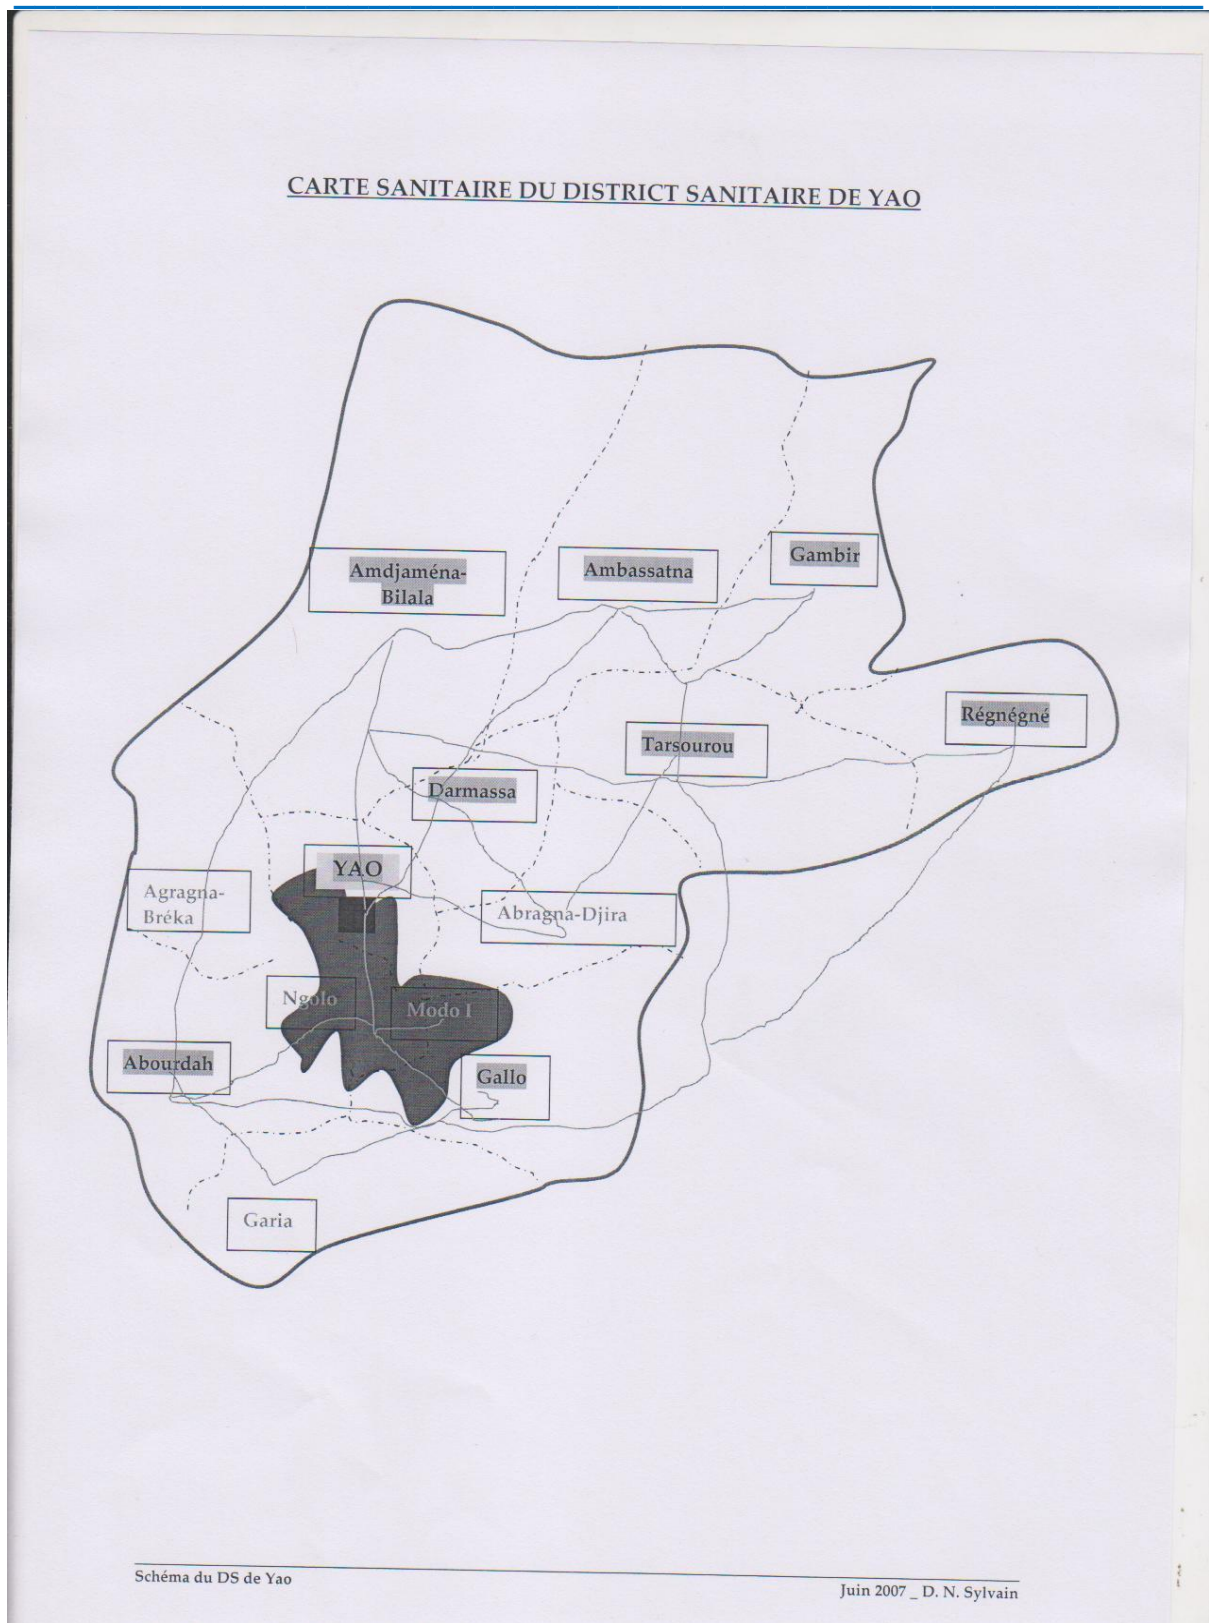 CARTE SANITAIRE DU DISTRICT SANITAIRE DE YAO
Amdjaména-
Bilala
Ambassatna
Gambir
Régnégné
Tarsourou
Darmassa
YAO
Agragna-
Bréka
Abragna-Djira
Ngolo
Modo I
Abourdah
Gallo
Garia
Schéma du DS de Yao
Juin 2007 _ D. N. Sylvain